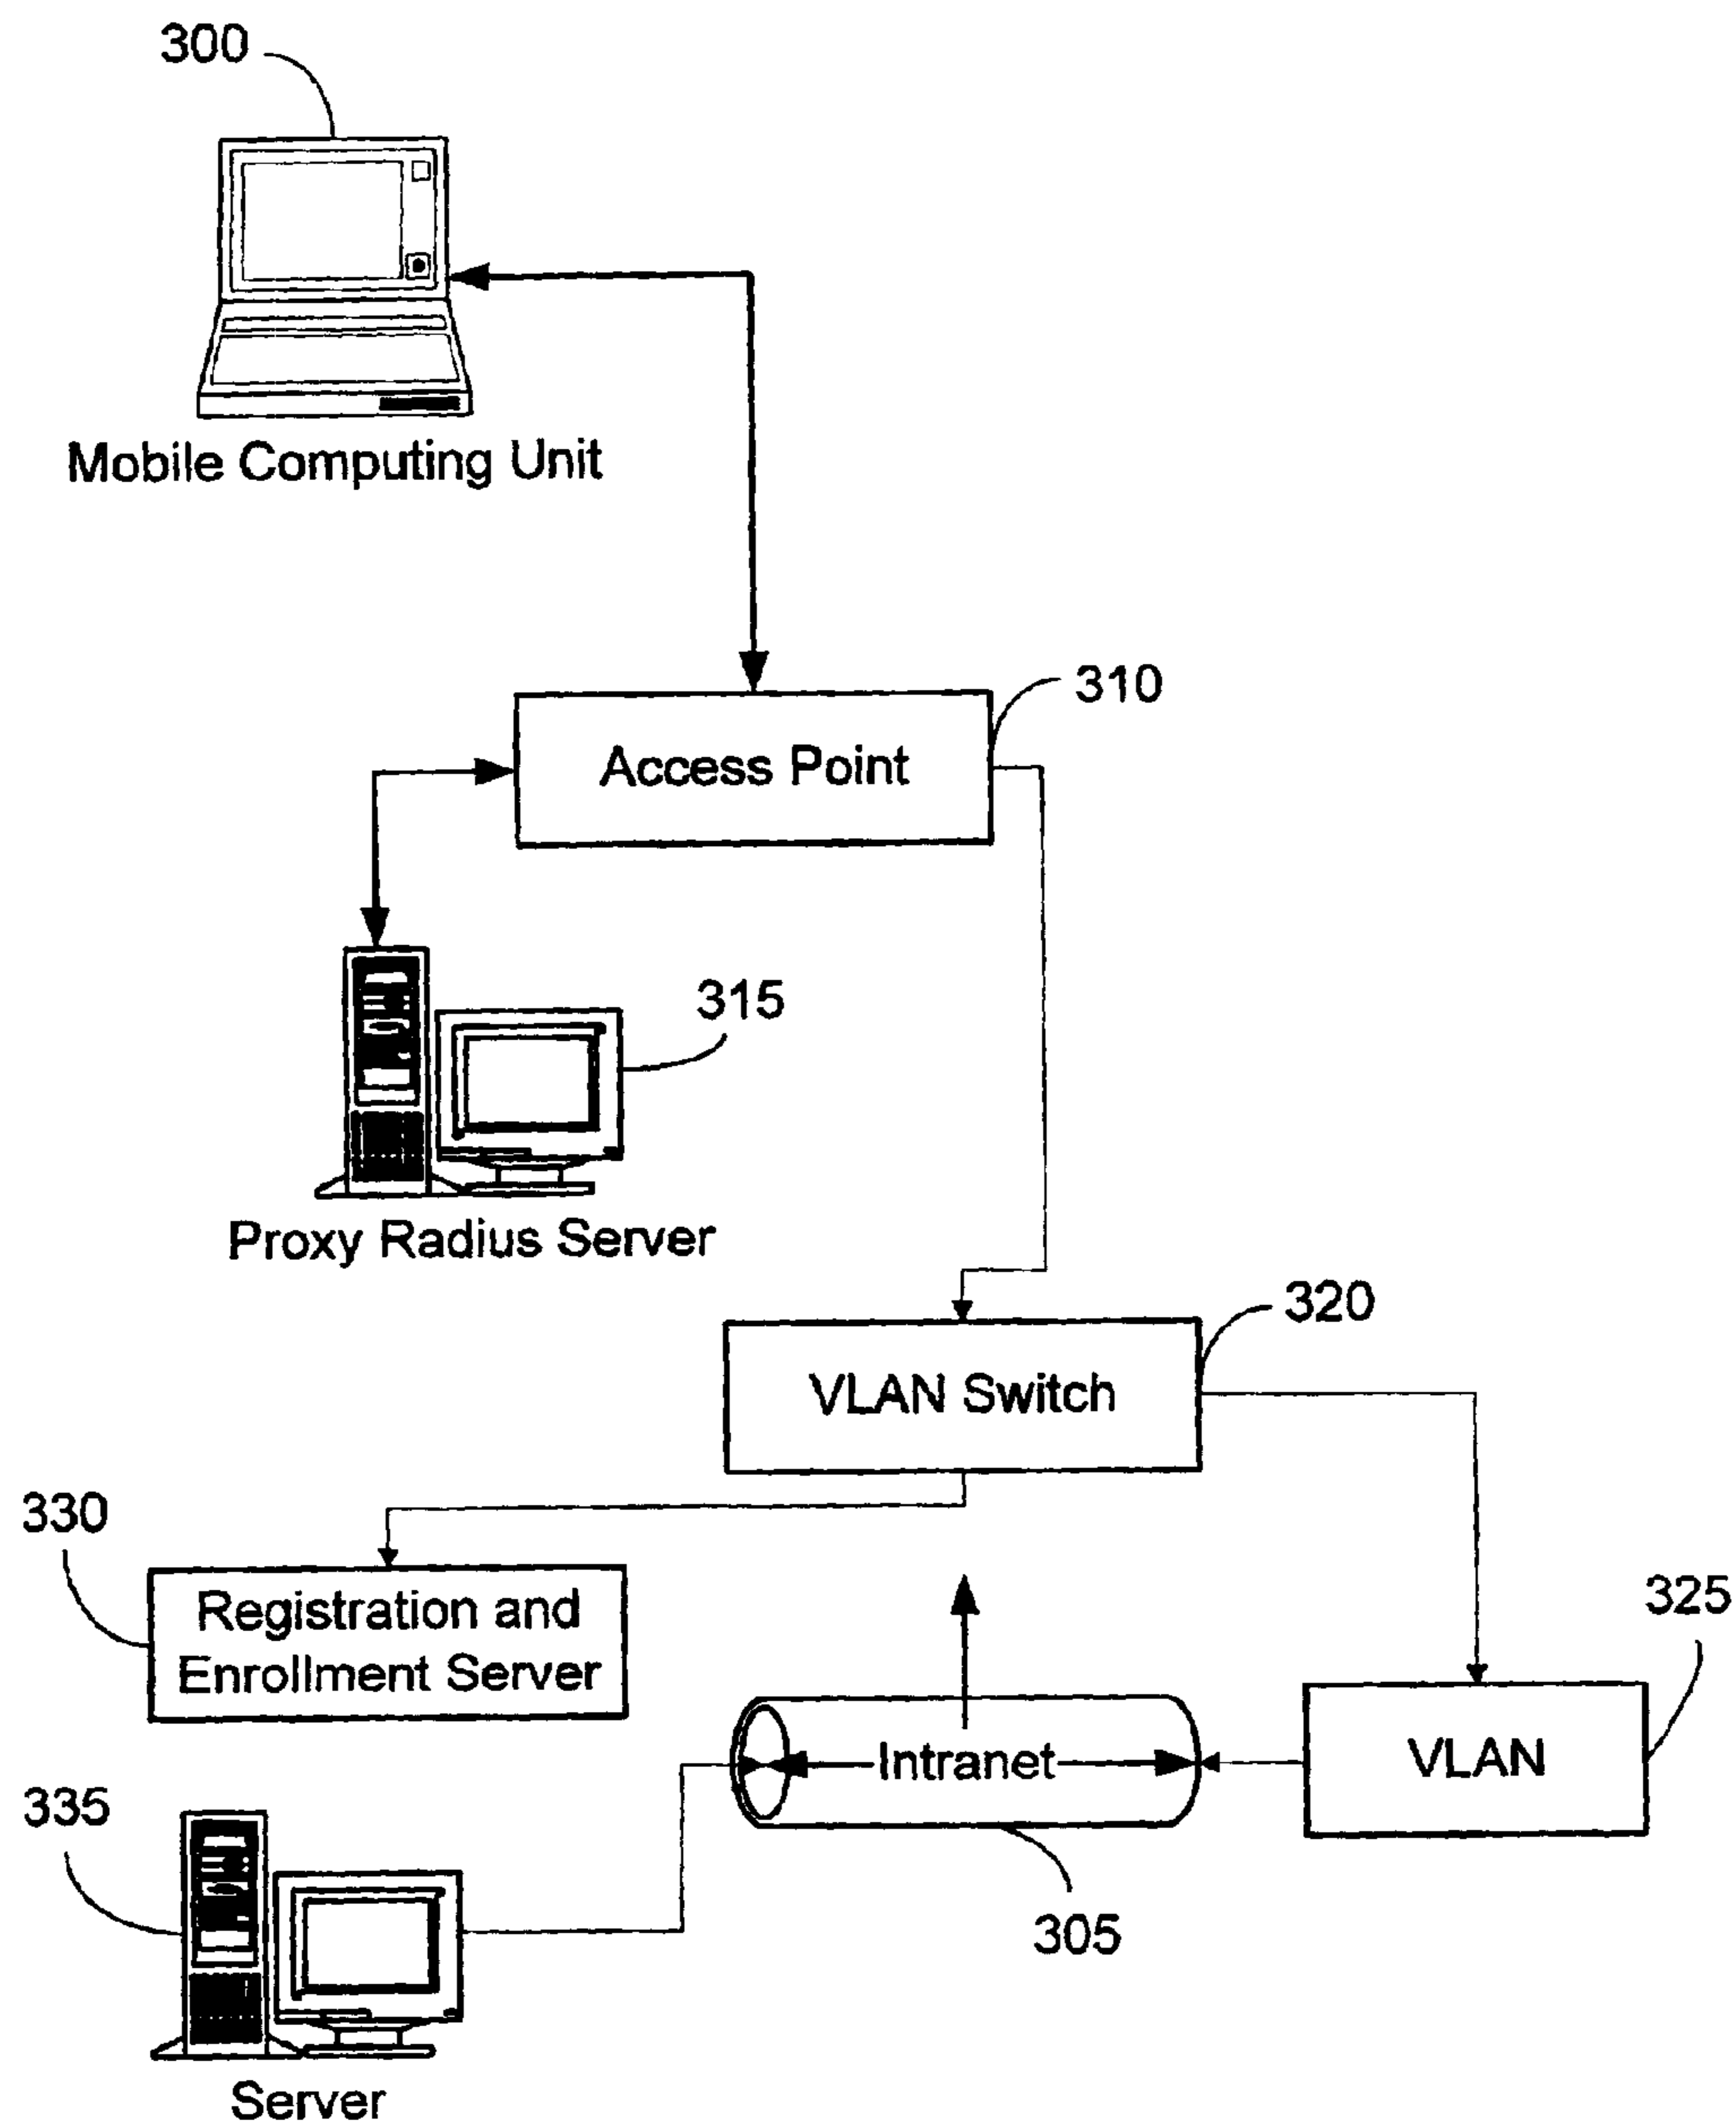 300
Mobile Computing Unit
310
Access Point
315
Proxy Radius Server
320
VLAN Switch
330
Registration and
Enrollment Server
325
Intranet
VLAN
335
305
Server